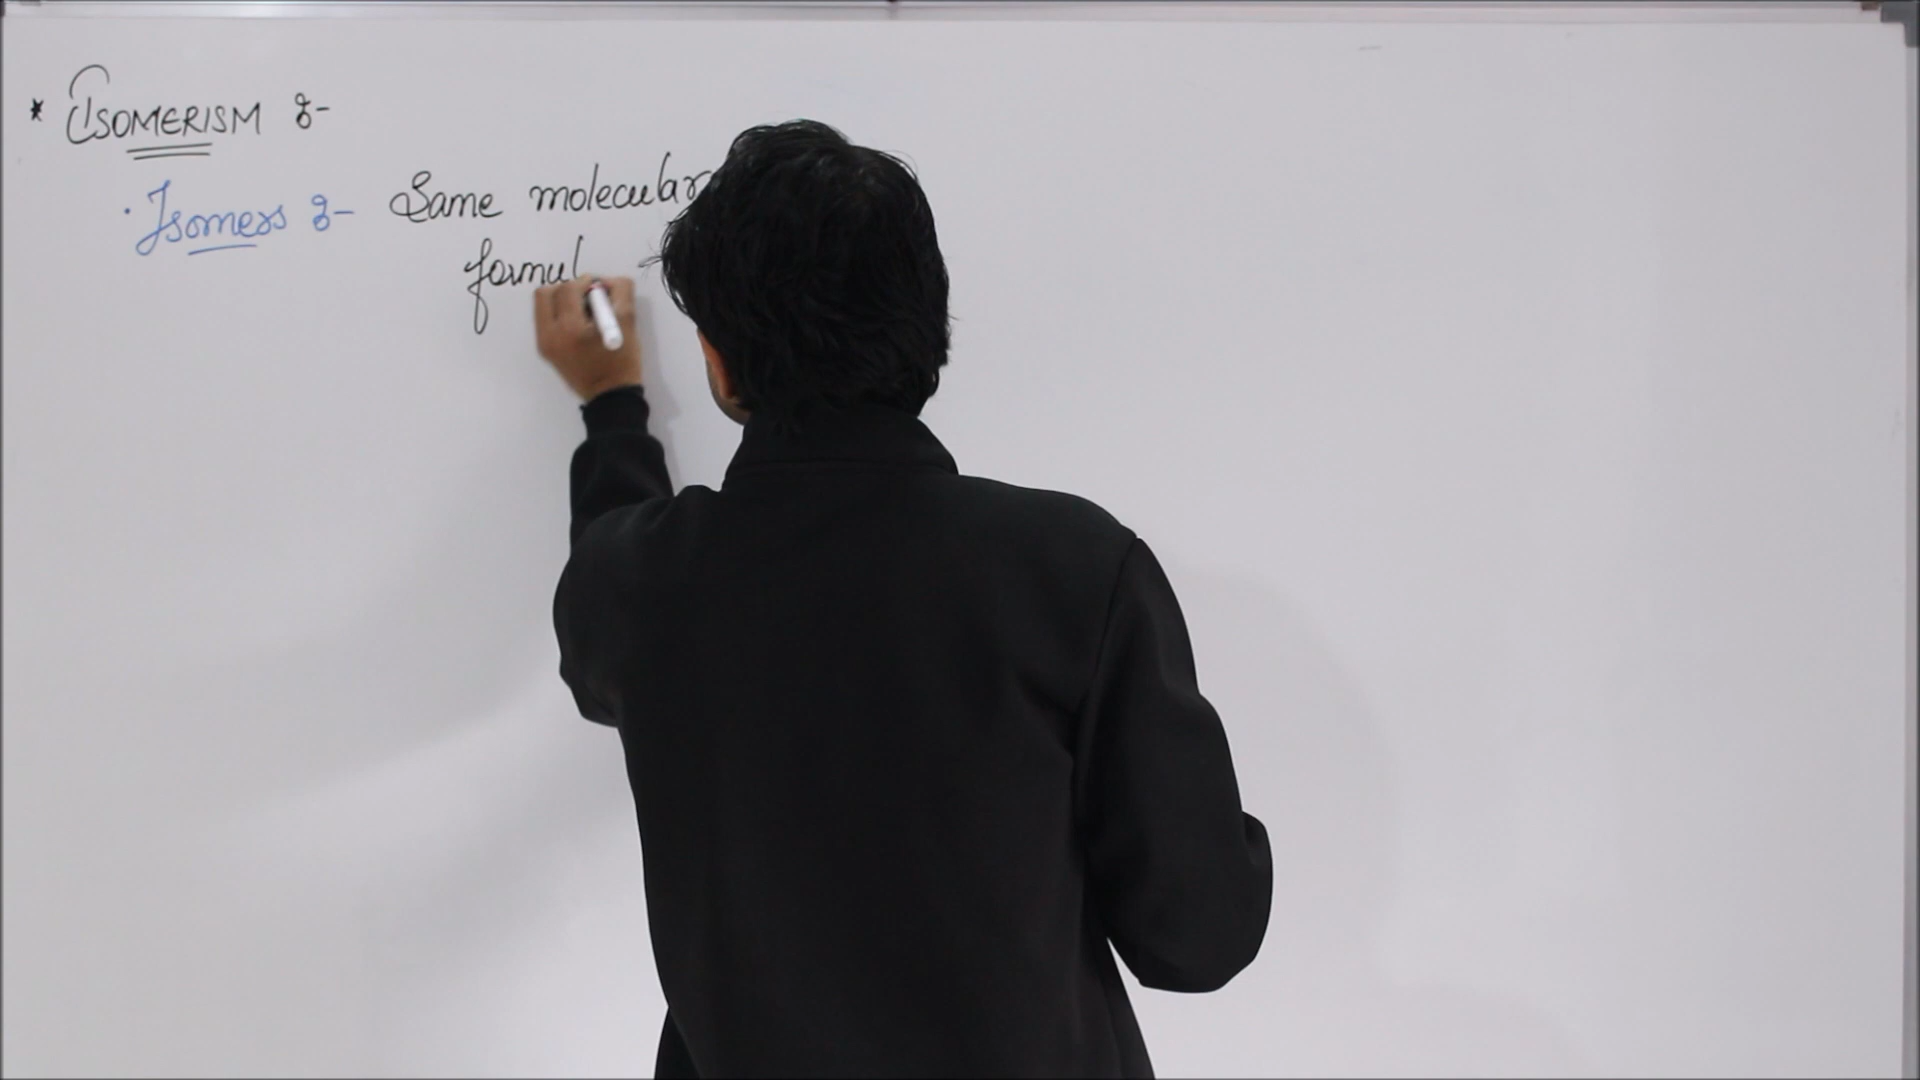 * ISOMERISM :-
· Isomers :- Same molecular
formul